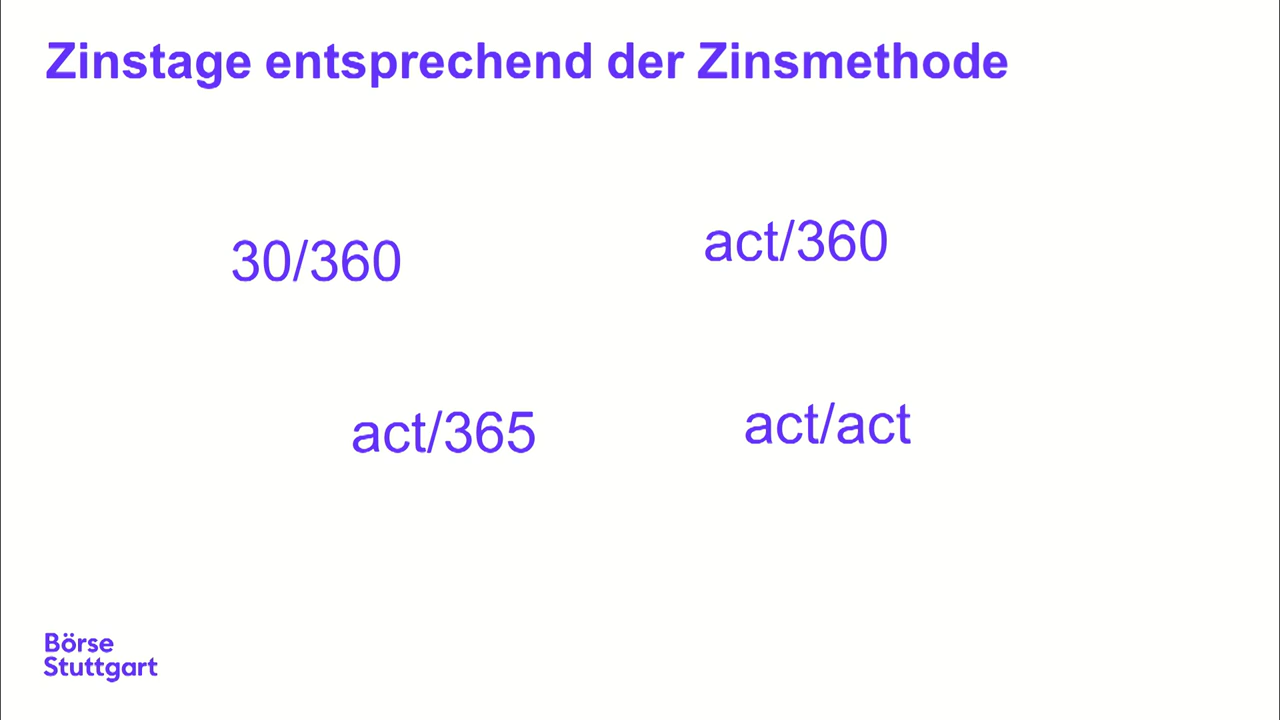 Zinstage entsprechend der Zinsmethode
30/360
act/360
act/365
act/act
Börse
Stuttgart